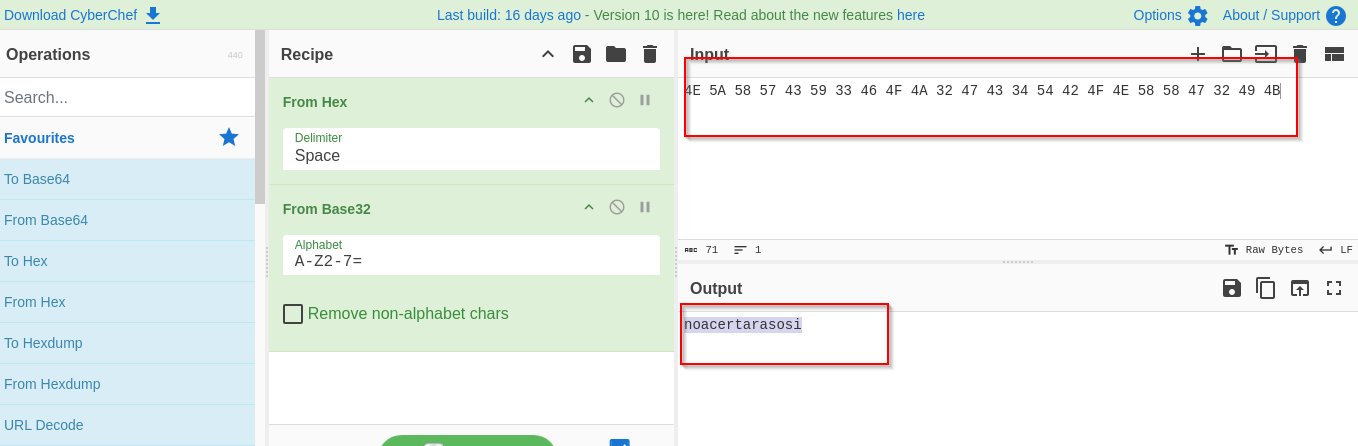 Download CyberChef
Last build: 16 days ago - Version 10 is here! Read about the new features here
Options
About / Support
Operations
440
Search...
Favourites
To Base64
From Base64
To Hex
From Hex
To Hexdump
From Hexdump
URL Decode
Recipe
From Hex
Delimiter
Space
From Base32
Alphabet
A-Z2-7=
Remove non-alphabet chars
Input
4E 5A 58 57 43 59 33 46 4F 4A 32 47 43 34 54 42 4F 4E 58 58 47 32 49 4B
ABC 71 1
Raw Bytes LF
Output
noacertarasosi